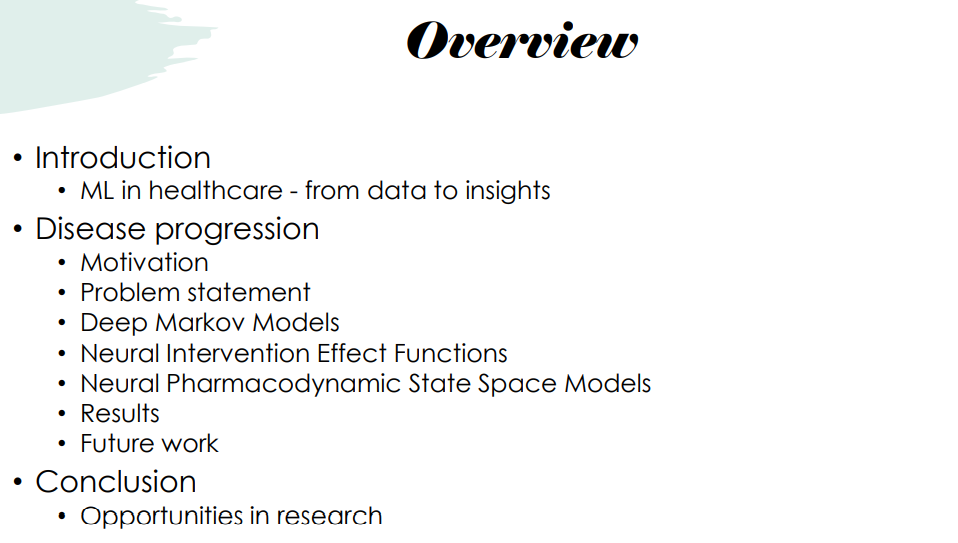 Overview
• Introduction
• ML in healthcare - from data to insights
• Disease progression
• Motivation
• Problem statement
• Deep Markov Models
• Neural Intervention Effect Functions
• Neural Pharmacodynamic State Space Models
• Results
• Future work
• Conclusion
• Opportunities in research